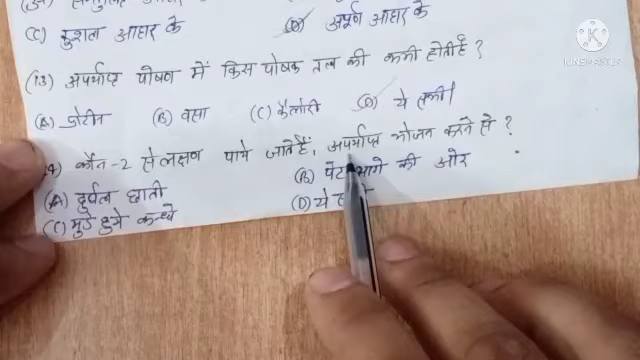 (C) कुशल आहार के (D) अपूर्ण आहार के
(13) अपर्याप्त पोषण में किस पोषक तत्व की कमी होती है ?
(A) प्रोटीन (B) वसा (C) कैलोरी (D) ये सभी
कौन-2 से लक्षण पाये जाते हैं, अपर्याप्त भोजन करने से ?
(A) दुर्बल छाती (B) पेट आगे की ओर
(C) मुडे हुये कन्धे (D) ये
KINEMASTER